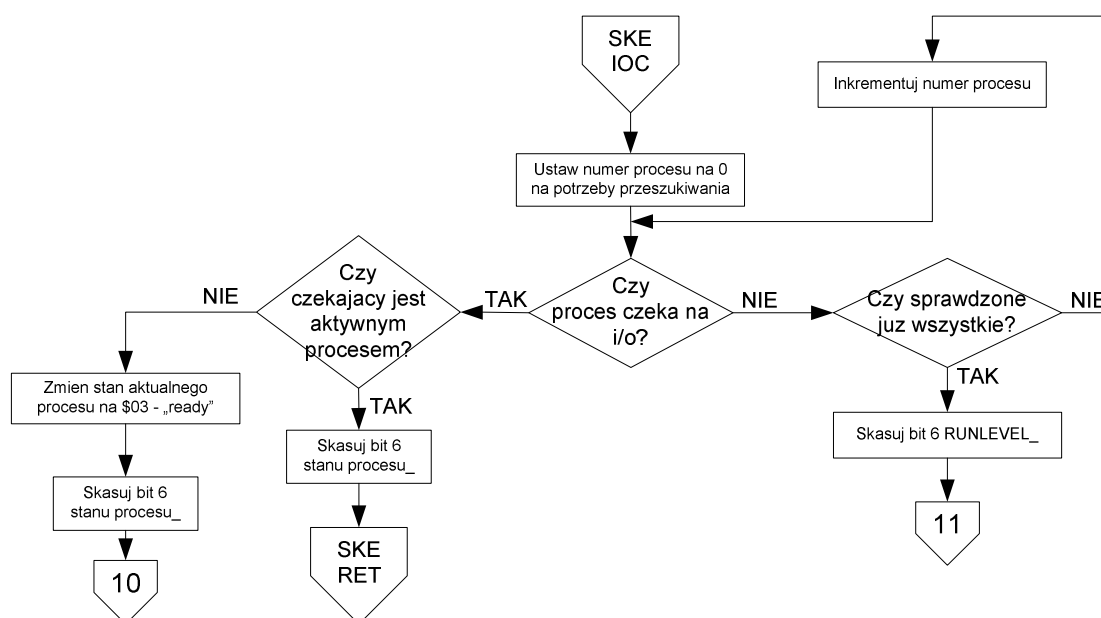 SKE
IOC
Inkrementuj numer procesu
Ustaw numer procesu na 0
na potrzeby przeszukiwania
Czy
czekajacy jest
aktywnym
procesem?
NIE
TAK
Czy
proces czeka na
i/o?
NIE
Czy sprawdzone
juz wszystkie?
NIE
Zmien stan aktualnego
procesu na $03 - „ready”
TAK
TAK
Skasuj bit 6
stanu procesu_
Skasuj bit 6 RUNLEVEL_
Skasuj bit 6
stanu procesu_
11
SKE
RET
10